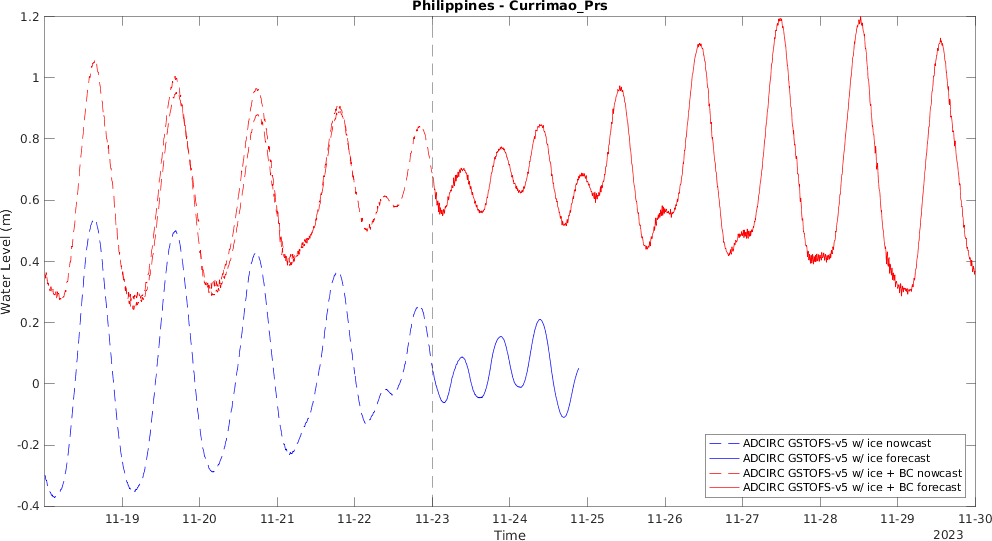 Philippines - Currimao_Prs
1.2
1
0.8
0.6
0.4
0.2
0
-0.2
-0.4
Water Level (m)
11-19 11-20 11-21 11-22 11-23 11-24 11-25 11-26 11-27 11-28 11-29 11-30
Time
2023
ADCIRC GSTOFS-v5 w/ ice nowcast
ADCIRC GSTOFS-v5 w/ ice forecast
ADCIRC GSTOFS-v5 w/ ice + BC nowcast
ADCIRC GSTOFS-v5 w/ ice + BC forecast